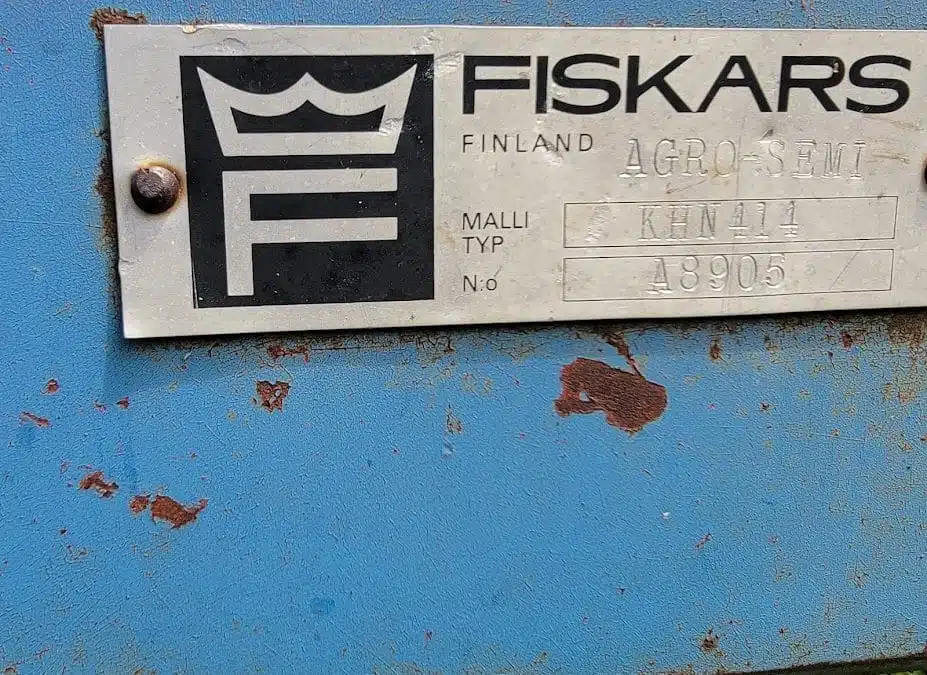 FISKARS
FINLAND AGRO-SEMI
MALLI
TYP KHN414
N:o A8905